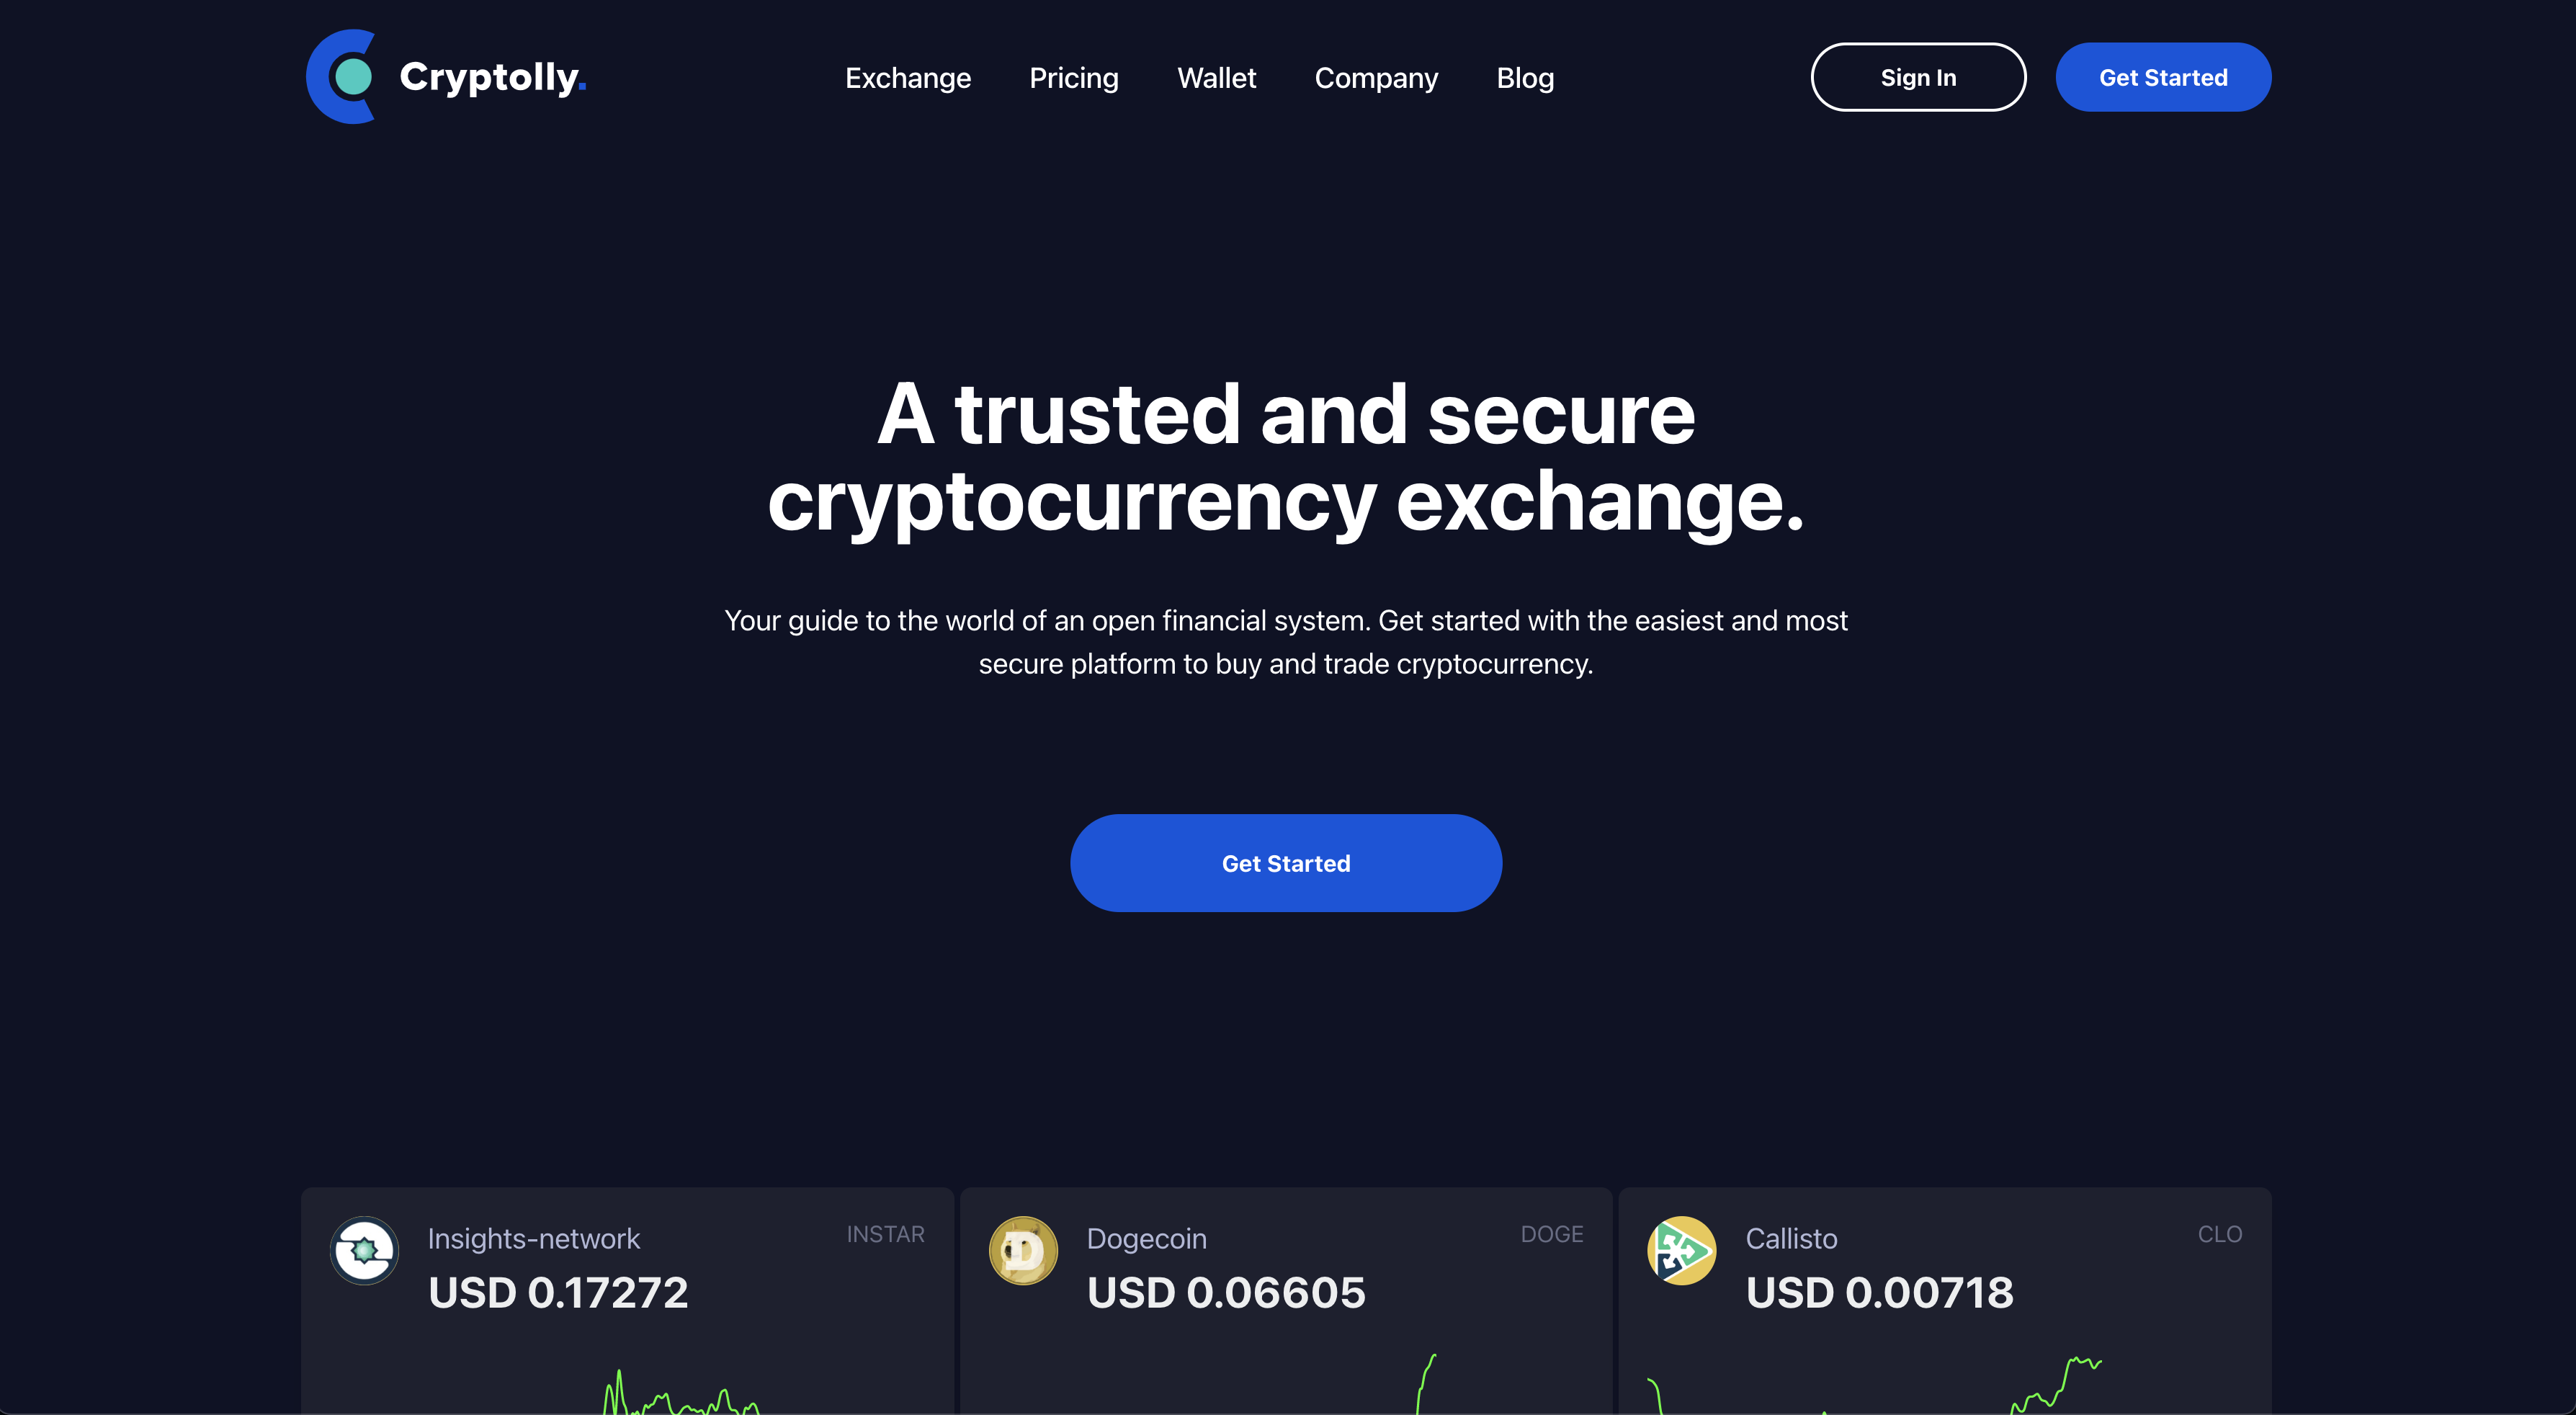 Cryptolly.
Exchange
Pricing
Wallet
Company
Blog
Sign In
Get Started
A trusted and secure
cryptocurrency exchange.
Your guide to the world of an open financial system. Get started with the easiest and most
secure platform to buy and trade cryptocurrency.
Get Started
Insights-network
INSTAR
USD 0.17272
Dogecoin
DOGE
USD 0.06605
Callisto
CLO
USD 0.00718